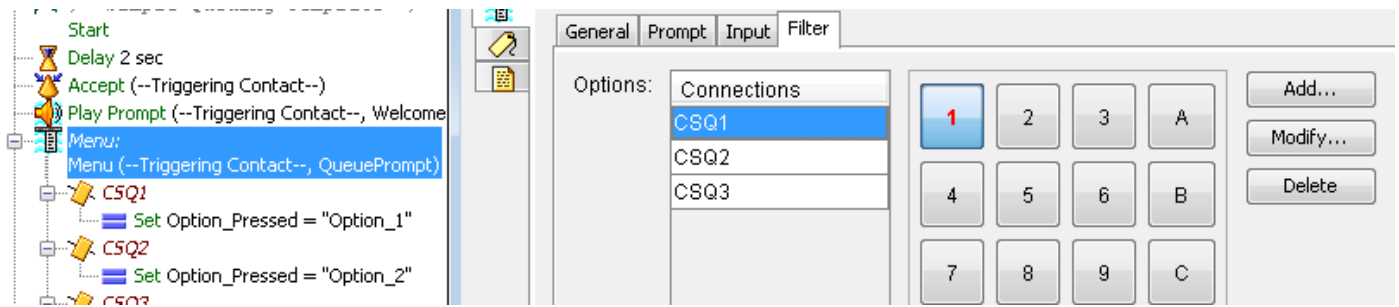 Start
Delay 2 sec
Accept (--Triggering Contact--)
Play Prompt (--Triggering Contact--, Welcome
Menu:
Menu (--Triggering Contact--, QueuePrompt)
CSQ1
Set Option_Pressed = "Option_1"
CSQ2
Set Option_Pressed = "Option_2"
CSQ3
General Prompt Input Filter
Options:
Connections
CSQ1
CSQ2
CSQ3
1 2 3 A
4 5 6 B
7 8 9 C
Add...
Modify...
Delete